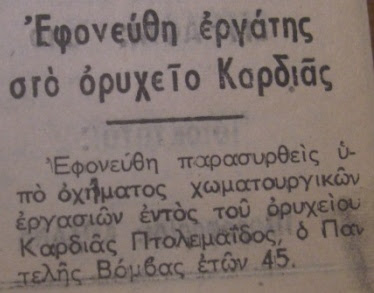 Ἐφονεύθη ἐργάτης
στὸ ὀρυχεῖο Καρδιᾶς
Ἐφονεύθη παρασυρθεὶς ὑ-
πὸ ὀχήματος χωματουργικῶν
ἐργασιῶν ἐντὸς τοῦ ὀρυχείου
Καρδιᾶς Πτολεμαΐδος, ὁ Παν
τελῆς Βόμβας ἐτῶν 45.